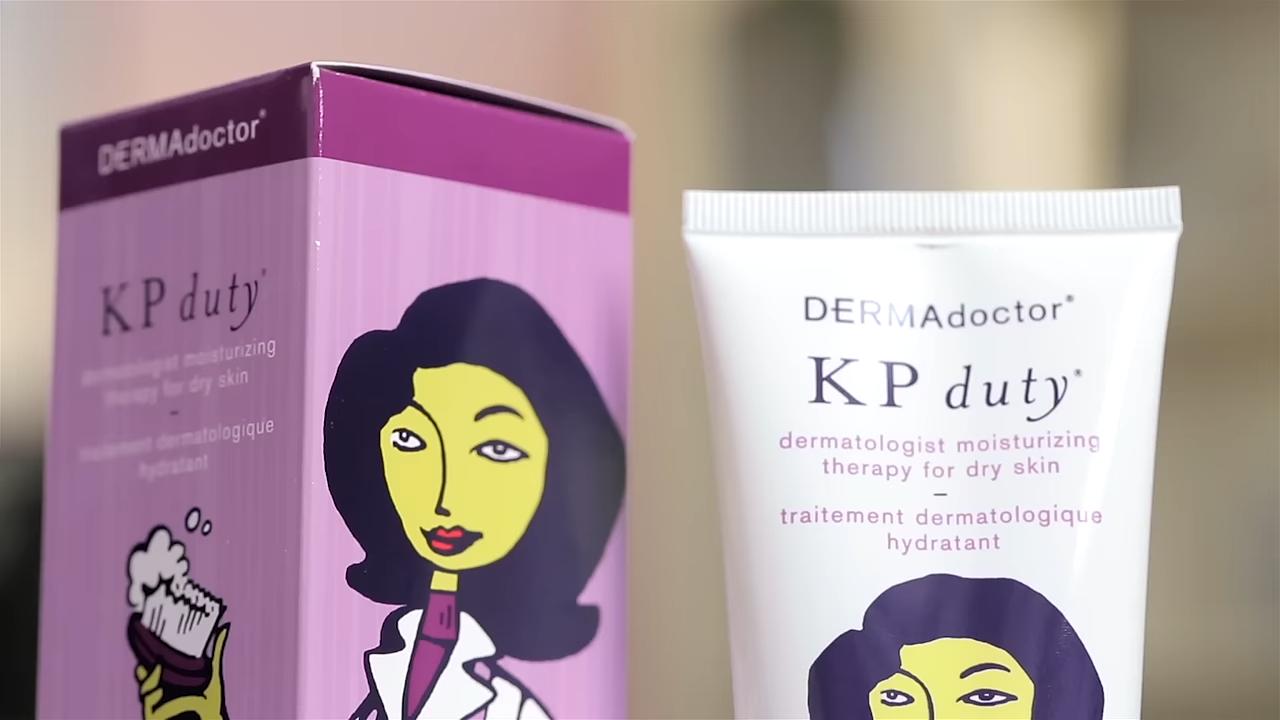 DERMAdoctor®
KP duty®
dermatologist moisturizing
therapy for dry skin
-
traitement dermatologique
hydratant
DERMAdoctor®
KP duty®
dermatologist moisturizing
therapy for dry skin
–
traitement dermatologique
hydratant